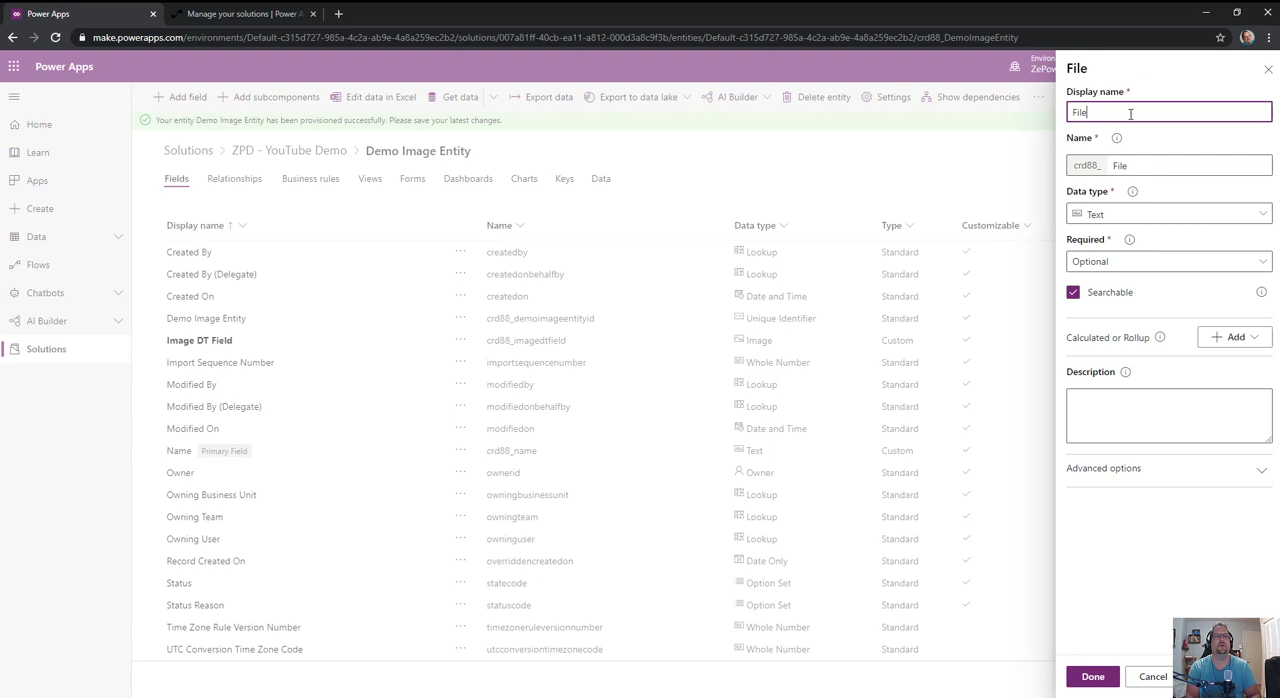 Power Apps
Manage your solutions | Power A
make.powerapps.com/environments/Default-c315d727-985a-4c2a-ab9e-4a8a259ec2b2/solutions/007a81ff-40cb-ea11-a812-000d3a8c9f3b/entities/Default-c315d727-985a-4c2a-ab9e-4a8a259ec2b2/crd88_DemoImageEntity
Power Apps
Environ
ZePow
Home
Learn
Apps
Create
Data
Flows
Chatbots
AI Builder
Solutions
Add field
Add subcomponents
Edit data in Excel
Get data
Export data
Export to data lake
AI Builder
Delete entity
Settings
Show dependencies
Your entity Demo Image Entity has been provisioned successfully. Please save your latest changes.
Solutions > ZPD - YouTube Demo > Demo Image Entity
Fields Relationships Business rules Views Forms Dashboards Charts Keys Data
Display name ↑ Name Data type Type Customizable
Created By ··· createdby Lookup Standard ✓
Created By (Delegate) ··· createdonbehalfby Lookup Standard ✓
Created On ··· createdon Date and Time Standard ✓
Demo Image Entity ··· crd88_demoimageentityid Unique Identifier Standard ✓
Image DT Field ··· crd88_imagedtfield Image Custom ✓
Import Sequence Number ··· importsequencenumber Whole Number Standard ✓
Modified By ··· modifiedby Lookup Standard ✓
Modified By (Delegate) ··· modifiedonbehalfby Lookup Standard ✓
Modified On ··· modifiedon Date and Time Standard ✓
Name Primary Field ··· crd88_name Text Custom ✓
Owner ··· ownerid Owner Standard ✓
Owning Business Unit ··· owningbusinessunit Lookup Standard ✓
Owning Team ··· owningteam Lookup Standard ✓
Owning User ··· owninguser Lookup Standard ✓
Record Created On ··· overriddencreatedon Date Only Standard ✓
Status ··· statecode Option Set Standard ✓
Status Reason ··· statuscode Option Set Standard ✓
Time Zone Rule Version Number ··· timezoneruleversionnumber Whole Number Standard
UTC Conversion Time Zone Code ··· utcconversiontimezonecode Whole Number Standard
File
Display name *
File
Name *
crd88_ File
Data type *
Text
Required *
Optional
Searchable
Calculated or Rollup
Add
Description
Advanced options
Done
Cancel